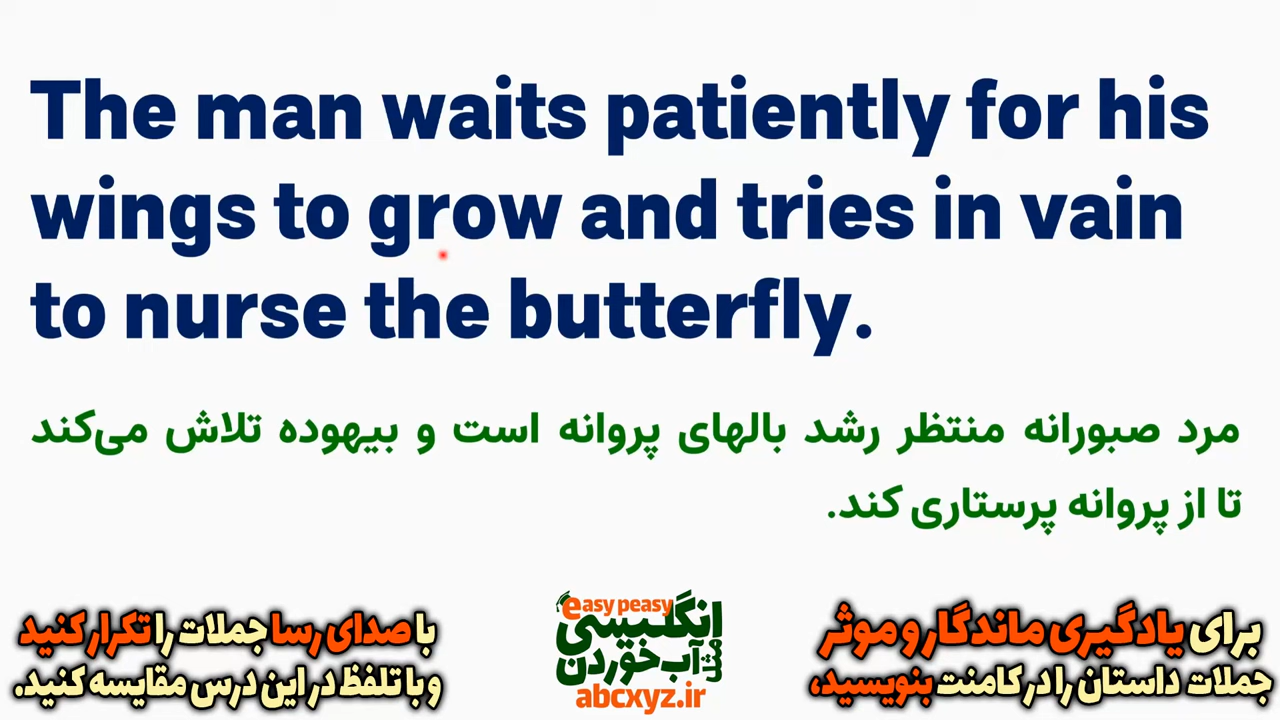 The man waits patiently for his
wings to grow and tries in vain
to nurse the butterfly.
مرد صبورانه منتظر رشد بالهای پروانه است و بیهوده تلاش می‌کند
تا از پروانه پرستاری کند.
برای یادگیری ماندگار و موثر
جملات داستان را در کامنت بنویسید،
easy peasy
انگلیسی
مثل آب خوردن
abcxyz.ir
با صدای رسا جملات را تکرار کنید
و با تلفظ در این درس مقایسه کنید.